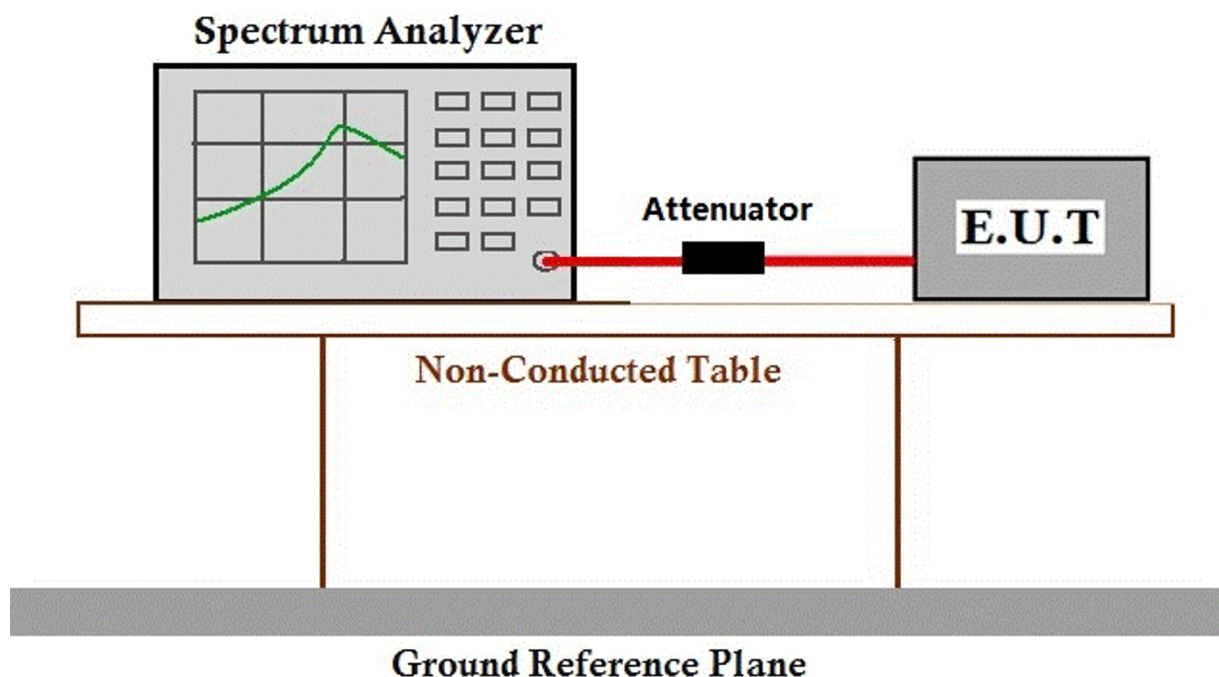 Spectrum Analyzer
Attenuator
E.U.T
Non-Conducted Table
Ground Reference Plane